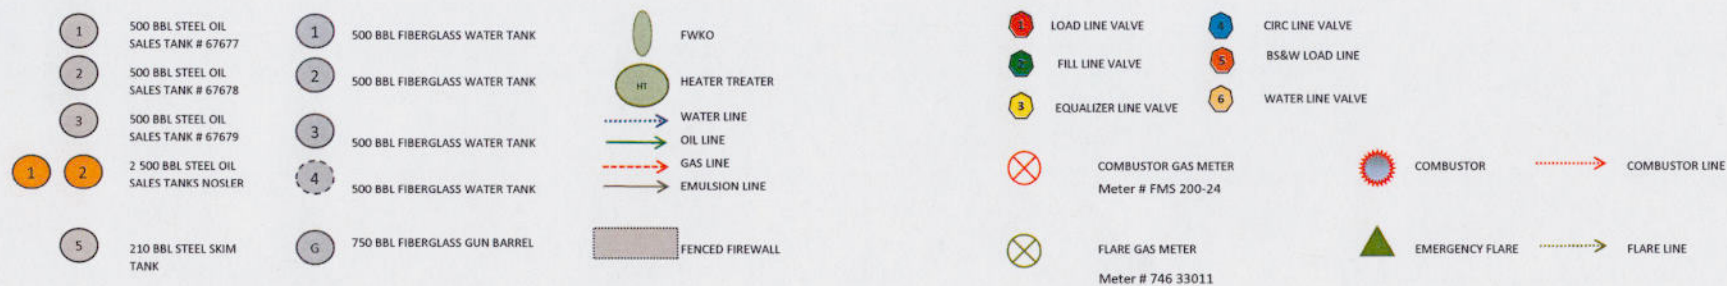 1
500 BBL STEEL OIL
SALES TANK # 67677
2
500 BBL STEEL OIL
SALES TANK # 67678
3
500 BBL STEEL OIL
SALES TANK # 67679
1
2
2 500 BBL STEEL OIL
SALES TANKS NOSLER
5
210 BBL STEEL SKIM
TANK
1
500 BBL FIBERGLASS WATER TANK
2
500 BBL FIBERGLASS WATER TANK
3
500 BBL FIBERGLASS WATER TANK
4
500 BBL FIBERGLASS WATER TANK
G
750 BBL FIBERGLASS GUN BARREL
FWKO
HT
HEATER TREATER
WATER LINE
OIL LINE
GAS LINE
EMULSION LINE
FENCED FIREWALL
1
LOAD LINE VALVE
2
FILL LINE VALVE
3
EQUALIZER LINE VALVE
4
CIRC LINE VALVE
5
BS&W LOAD LINE
6
WATER LINE VALVE
COMBUSTOR GAS METER
Meter # FMS 200-24
FLARE GAS METER
Meter # 746 33011
COMBUSTOR
COMBUSTOR LINE
EMERGENCY FLARE
FLARE LINE